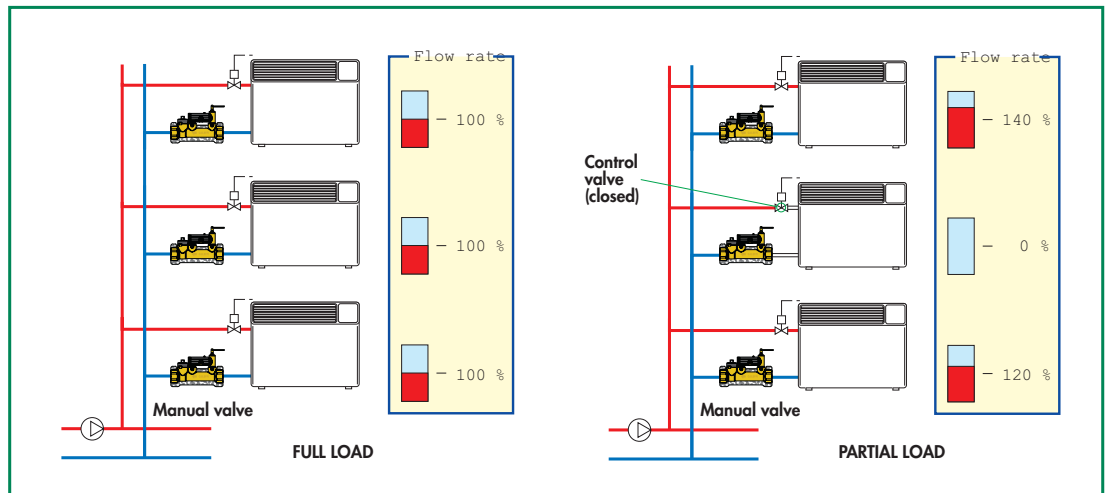 Flow rate
100 %
100 %
100 %
Manual valve
FULL LOAD
Flow rate
140 %
Control
valve
(closed)
0 %
120 %
Manual valve
PARTIAL LOAD